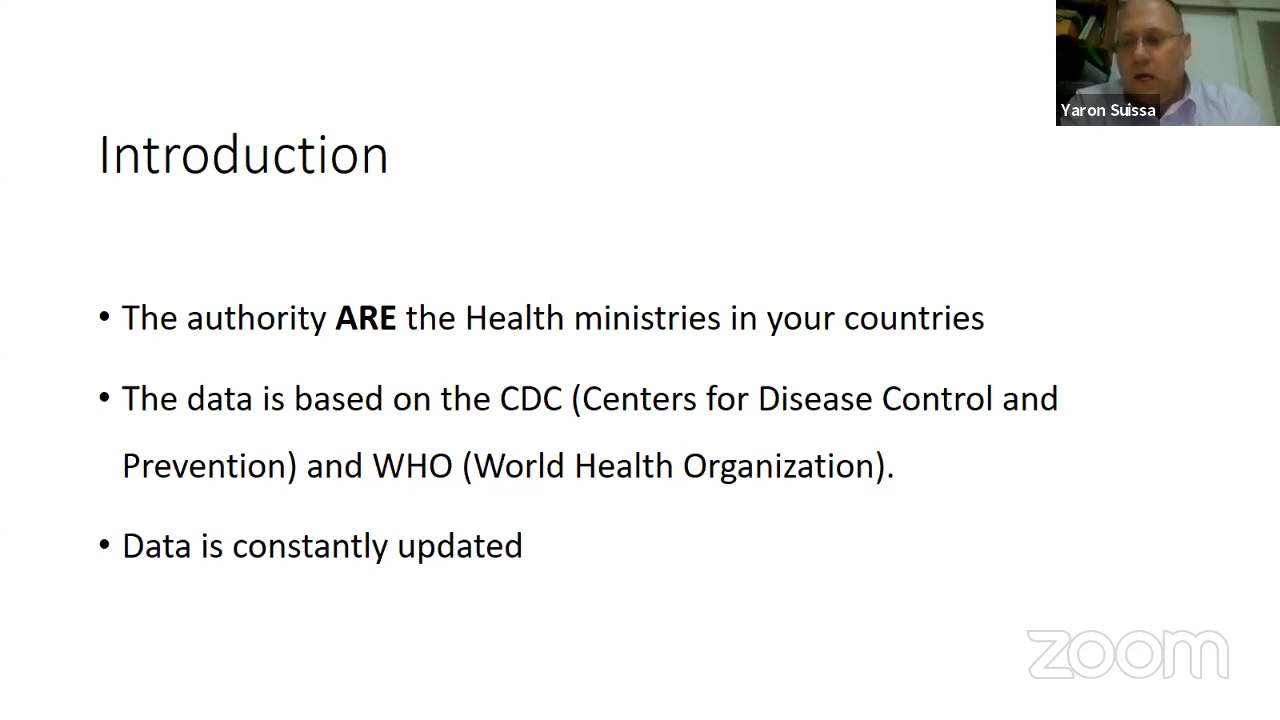 Yaron Suissa
Introduction
• The authority ARE the Health ministries in your countries
• The data is based on the CDC (Centers for Disease Control and
Prevention) and WHO (World Health Organization).
• Data is constantly updated
zoom